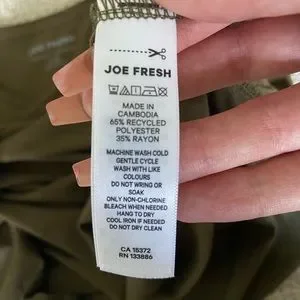 JOE FRESH
JOE FRESH
MADE IN
CAMBODIA
65% RECYCLED
POLYESTER
35% RAYON
MACHINE WASH COLD
GENTLE CYCLE
WASH WITH LIKE
COLOURS
DO NOT WRING OR
SOAK
ONLY NON-CHLORINE
BLEACH WHEN NEEDED
HANG TO DRY
COOL IRON IF NEEDED
DO NOT DRY CLEAN
CA 15372
RN 133886